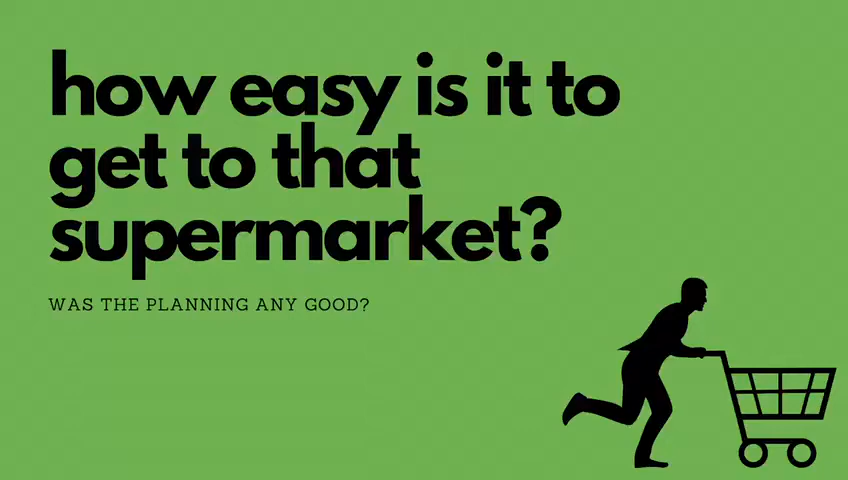 how easy is it to
get to that
supermarket?
WAS THE PLANNING ANY GOOD?